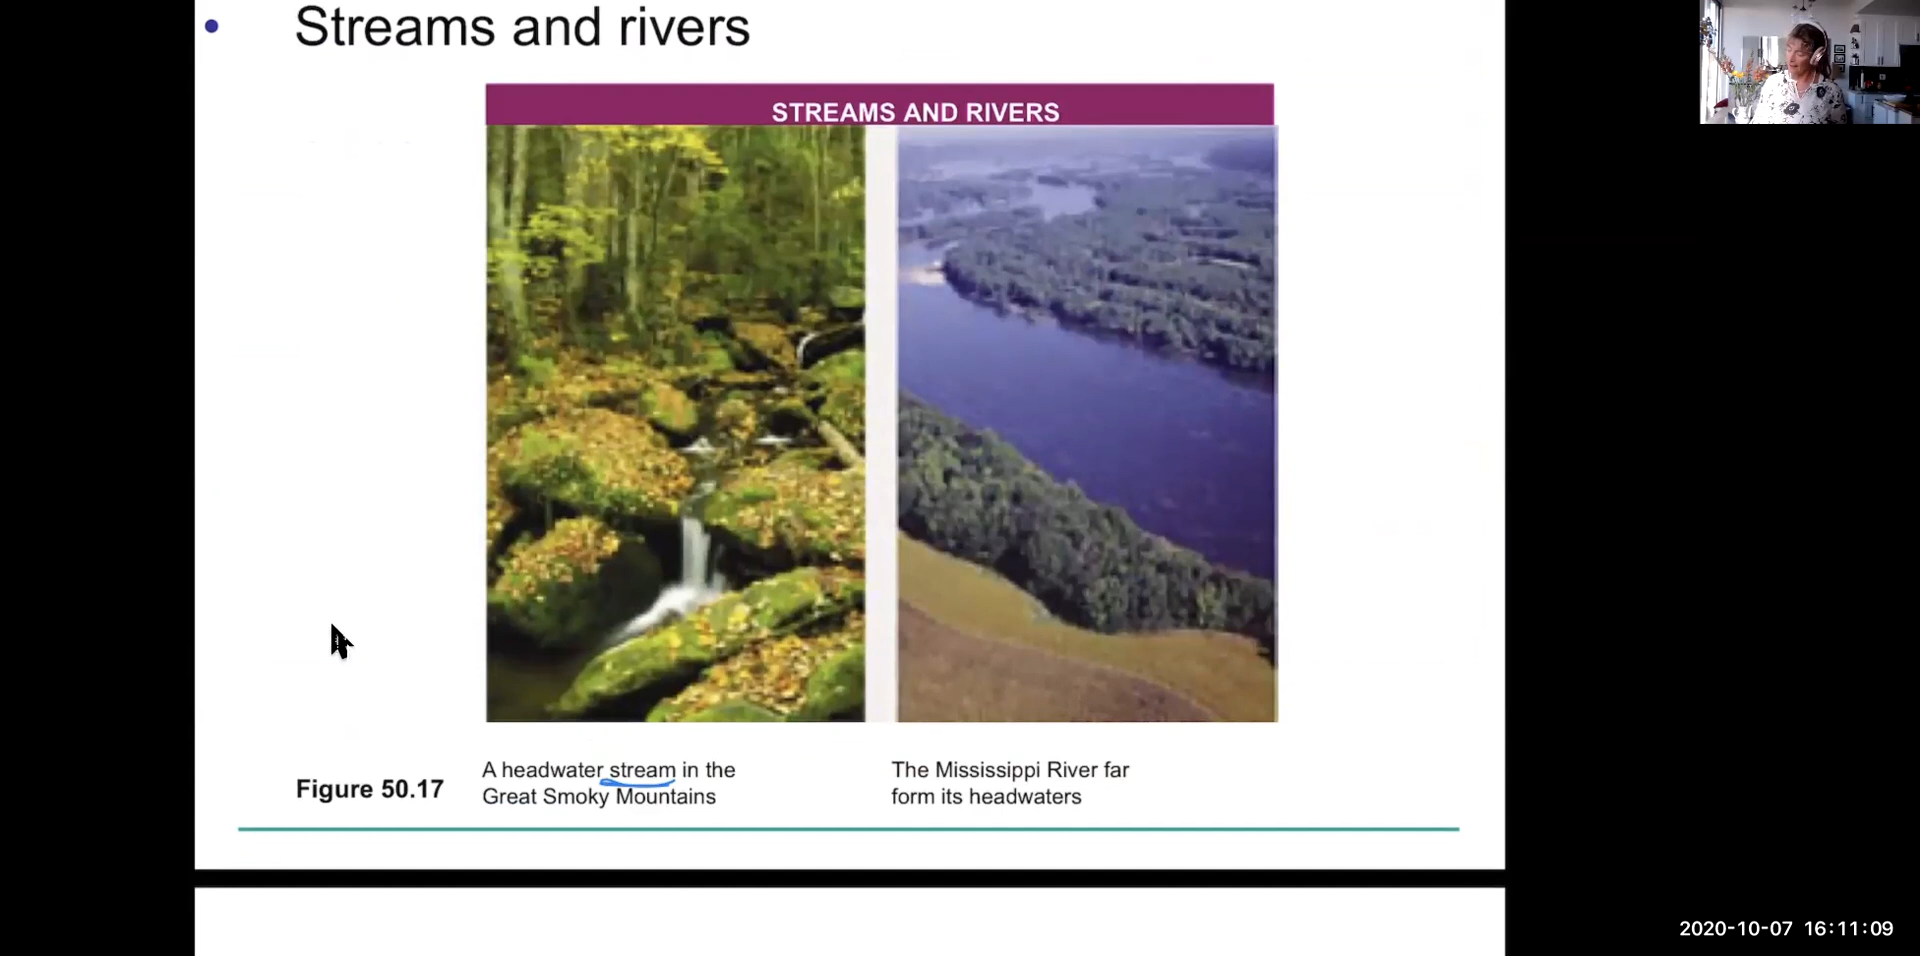 • Streams and rivers
STREAMS AND RIVERS
A headwater stream in the
Great Smoky Mountains
The Mississippi River far
form its headwaters
Figure 50.17
2020-10-07 16:11:09